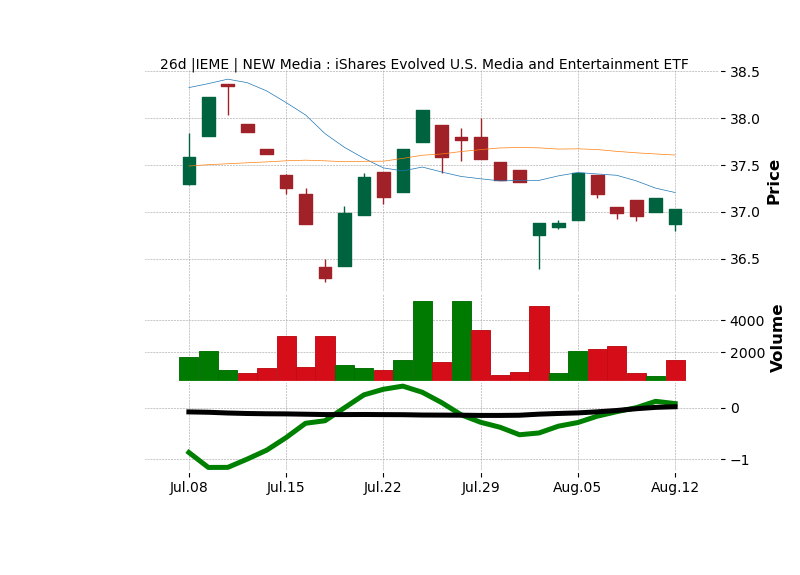 26d |IEME | NEW Media : iShares Evolved U.S. Media and Entertainment ETF
38.5
38.0
37.5
37.0
36.5
Price
4000
2000
Volume
0
−1
Jul.08 Jul.15 Jul.22 Jul.29 Aug.05 Aug.12